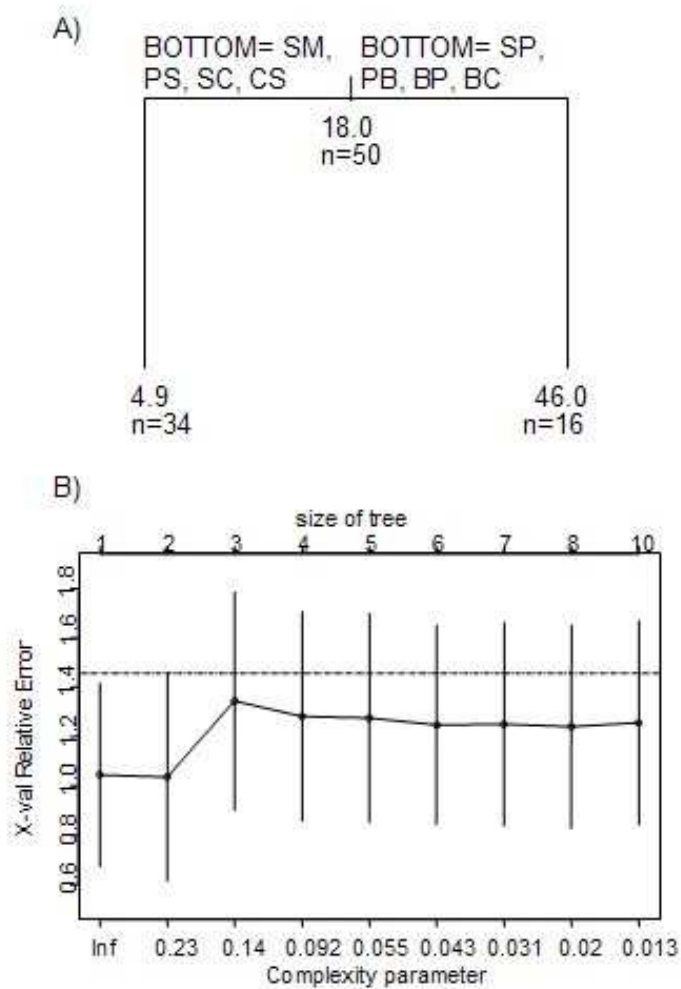 A)
BOTTOM= SM,
PS, SC, CS
BOTTOM= SP,
PB, BP, BC
18.0
n=50
4.9
n=34
46.0
n=16
B)
size of tree
1 2 3 4 5 6 7 8 10
X-val Relative Error
1.8
1.6
1.4
1.2
1.0
0.8
0.6
Inf 0.23 0.14 0.092 0.055 0.043 0.031 0.02 0.013
Complexity parameter